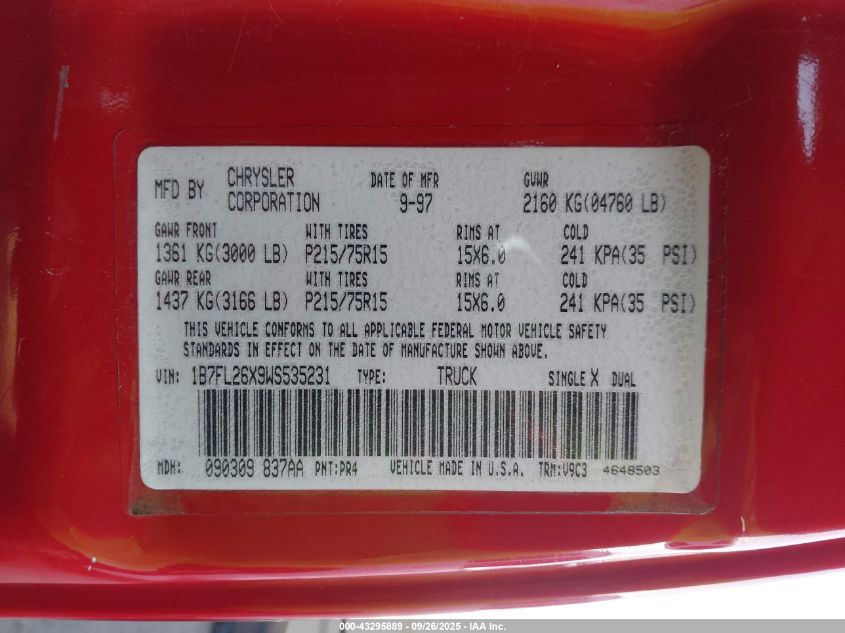 MFD BY CHRYSLER CORPORATION DATE OF MFR 9-97 GVWR 2160 KG(04760 LB)
GAWR FRONT WITH TIRES RIMS AT COLD
1361 KG(3000 LB) P215/75R15 15X6.0 241 KPA(35 PSI)
GAWR REAR WITH TIRES RIMS AT COLD
1437 KG(3166 LB) P215/75R15 15X6.0 241 KPA(35 PSI)
THIS VEHICLE CONFORMS TO ALL APPLICABLE FEDERAL MOTOR VEHICLE SAFETY
STANDARDS IN EFFECT ON THE DATE OF MANUFACTURE SHOWN ABOVE.
VIN: 1B7FL26X9WS535231 TYPE: TRUCK SINGLE X DUAL
MDH: 090309 837AA PNT:PR4 VEHICLE MADE IN U.S.A. TRM:V9C3 4648503
000-43295889 - 09/26/2025 - IAA Inc.